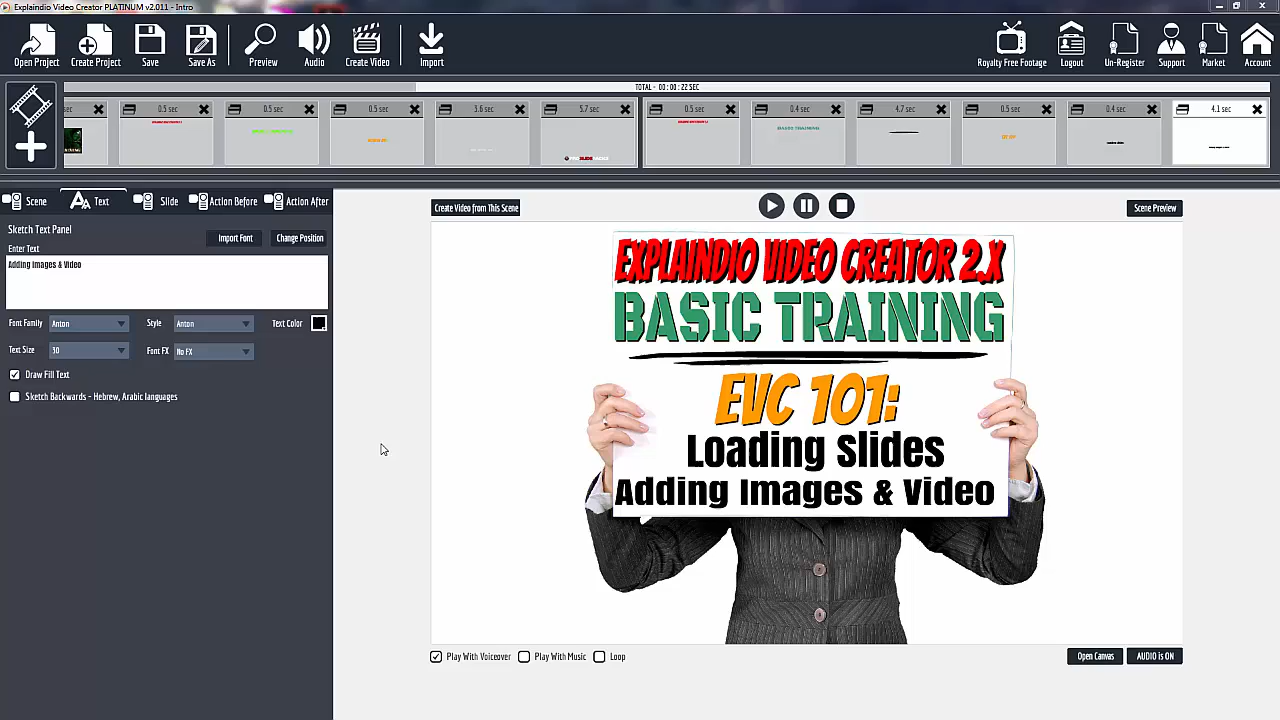 Explaindio Video Creator PLATINUM v2.011 - Intro
Open Project
Create Project
Save
Save As
Preview
Audio
Create Video
Import
Royalty Free Footage
Logout
Un-Register
Support
Market
Account
TOTAL - 00 : 00 : 22 SEC
sec
0.5 sec
0.5 sec
0.5 sec
3.6 sec
5.7 sec
0.5 sec
0.4 sec
4.7 sec
0.5 sec
0.4 sec
4.1 sec
BASIC TRAINING
EVC 101:
Loading Slides
Scene
Text
Slide
Action Before
Action After
Create Video from This Scene
Scene Preview
Sketch Text Panel
Import Font
Change Position
Enter Text
Adding Images & Video
Font Family
Anton
Style
Anton
Text Color
Text Size
30
Font FX
No FX
Draw Fill Text
Sketch Backwards - Hebrew, Arabic languages
EXPLAINDIO VIDEO CREATOR 2.X
BASIC TRAINING
EVC 101:
Loading Slides
Adding Images & Video
Play With Voiceover
Play With Music
Loop
Open Canvas
AUDIO is ON